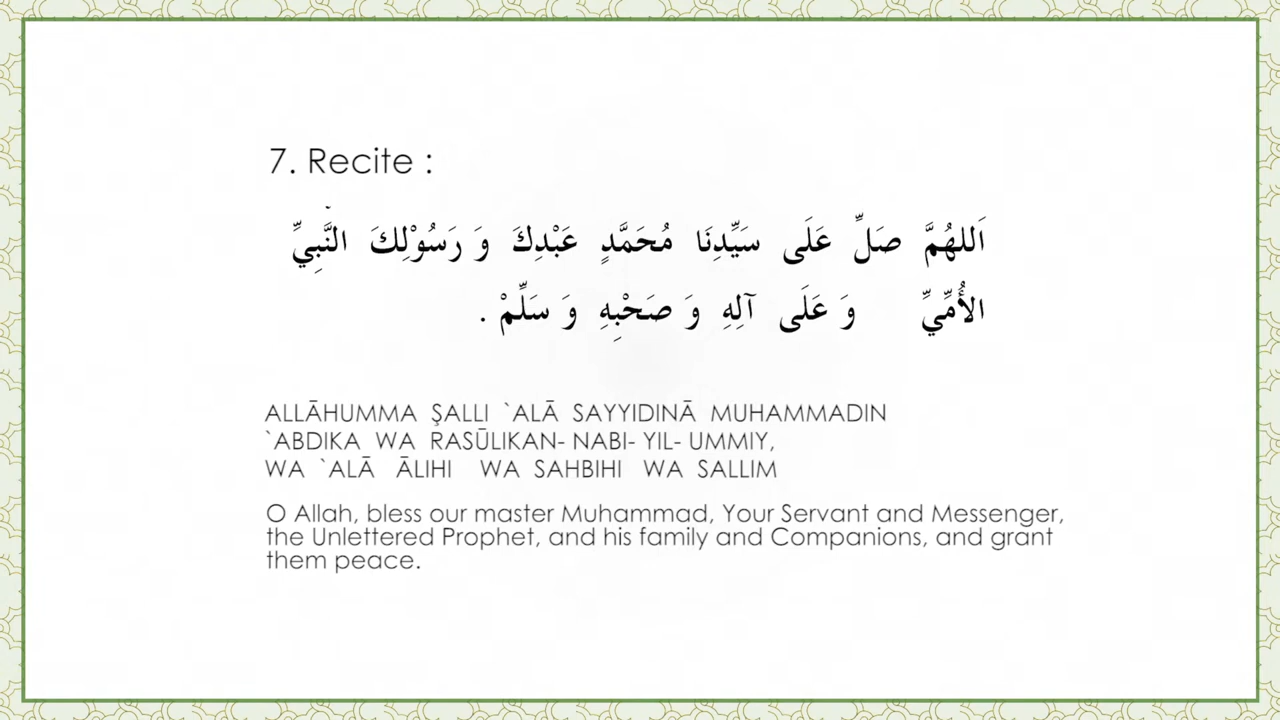 7. Recite :
اَللهُمَّ صَلِّ عَلَى سَيِّدِنَا مُحَمَّدٍ عَبْدِكَ وَ رَسُوْلِكَ النَّبِيِّ
الأُمِّيِّ وَ عَلَى آلِهِ وَ صَحْبِهِ وَ سَلِّمْ .
ALLĀHUMMA ŞALLI `ALĀ SAYYIDINĀ MUHAMMADIN
`ABDIKA WA RASŪLIKAN- NABI- YIL- UMMIY,
WA `ALĀ ĀLIHI WA SAHBIHI WA SALLIM
O Allah, bless our master Muhammad, Your Servant and Messenger,
the Unlettered Prophet, and his family and Companions, and grant
them peace.